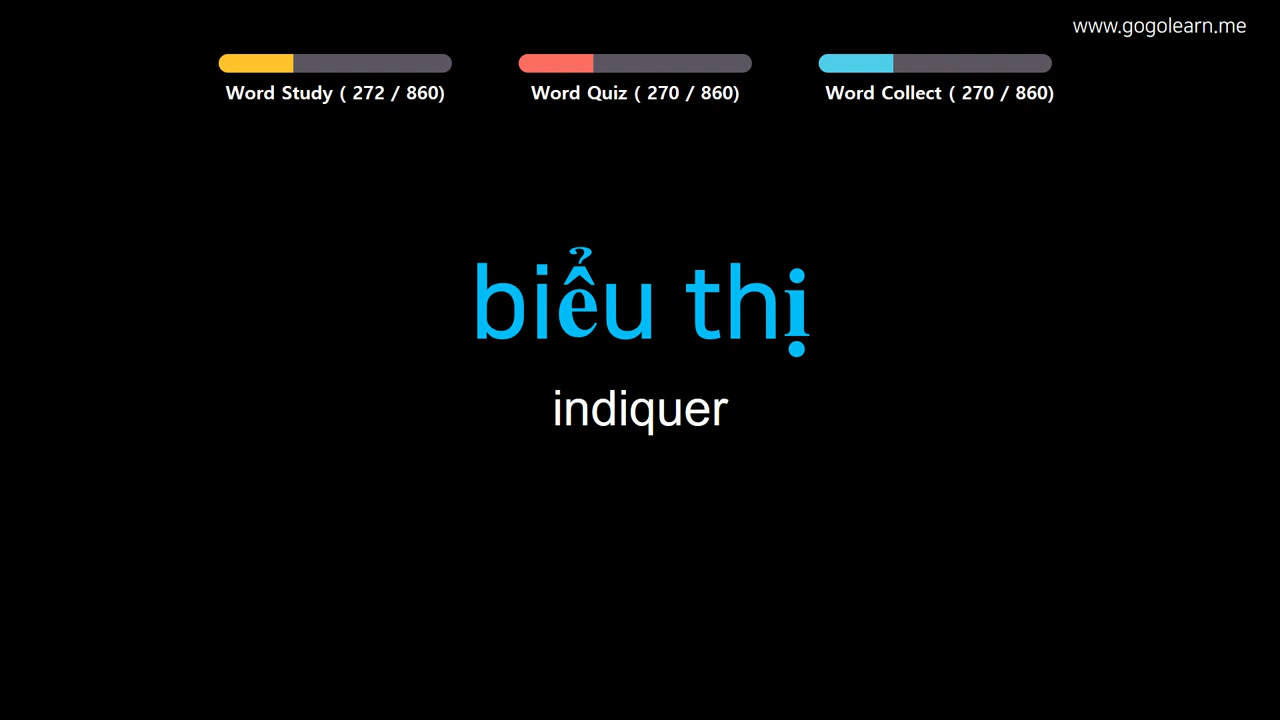 www.gogolearn.me
Word Study ( 272 / 860)
Word Quiz ( 270 / 860)
Word Collect ( 270 / 860)
biểu thị
indiquer